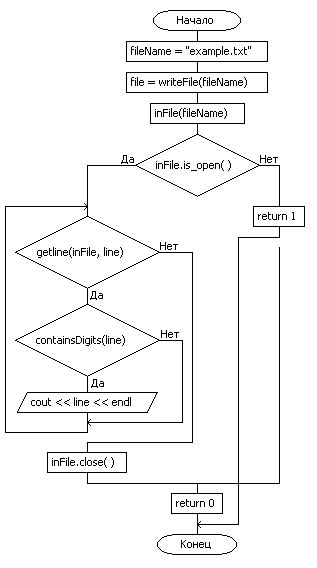 Начало
fileName = "example.txt"
file = writeFile(fileName)
inFile(fileName)
inFile.is_open( )
Да
Нет
return 1
getline(inFile, line)
Нет
Да
containsDigits(line)
Нет
Да
cout << line << endl
inFile.close( )
return 0
Конец